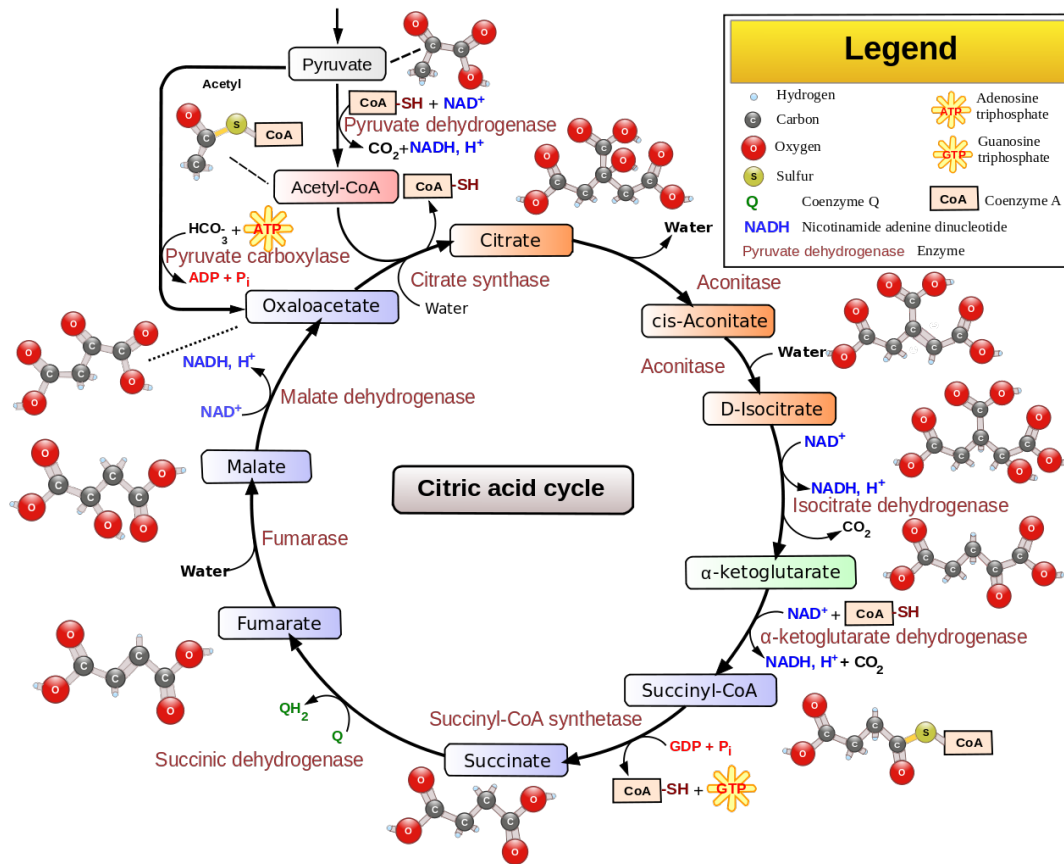 Legend
Hydrogen
Carbon
Oxygen
Sulfur
Q Coenzyme Q
NADH Nicotinamide adenine dinucleotide
Pyruvate dehydrogenase Enzyme
ATP Adenosine
triphosphate
GTP Guanosine
triphosphate
CoA Coenzyme A
Pyruvate
Acetyl
CoA-SH + NAD+
Pyruvate dehydrogenase
CO2+NADH, H+
S CoA
Acetyl-CoA
CoA-SH
HCO3- + ATP
Pyruvate carboxylase
ADP + Pi
Citrate
Citrate synthase
Water
Oxaloacetate
Water
Aconitase
cis-Aconitate
Water
Aconitase
D-Isocitrate
NAD+
NADH, H+
Isocitrate dehydrogenase
CO2
α-ketoglutarate
NAD+ + CoA-SH
α-ketoglutarate dehydrogenase
NADH, H+ + CO2
Succinyl-CoA
S CoA
Succinyl-CoA synthetase
GDP + Pi
CoA-SH + GTP
Succinate
QH2
Q
Succinic dehydrogenase
Fumarate
Water
Fumarase
Malate
NADH, H+
NAD+
Malate dehydrogenase
Citric acid cycle